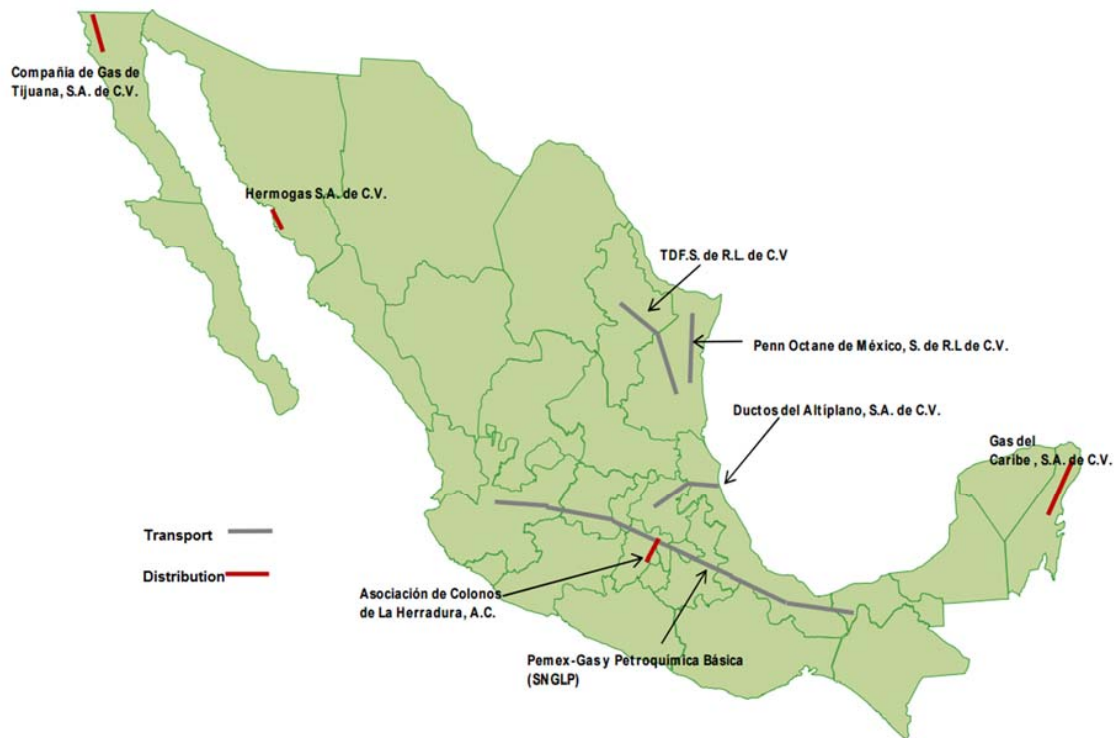 Compañia de Gas de
Tijuana, S.A. de C.V.
Hermogas S.A. de C.V.
TDF.S. de R.L. de C.V
Penn Octane de México, S. de R.L de C.V.
Ductos del Altiplano, S.A. de C.V.
Gas del
Caribe , S.A. de C.V.
Transport
Distribution
Asociación de Colonos
de La Herradura, A.C.
Pemex-Gas y Petroquímica Básica
(SNGLP)